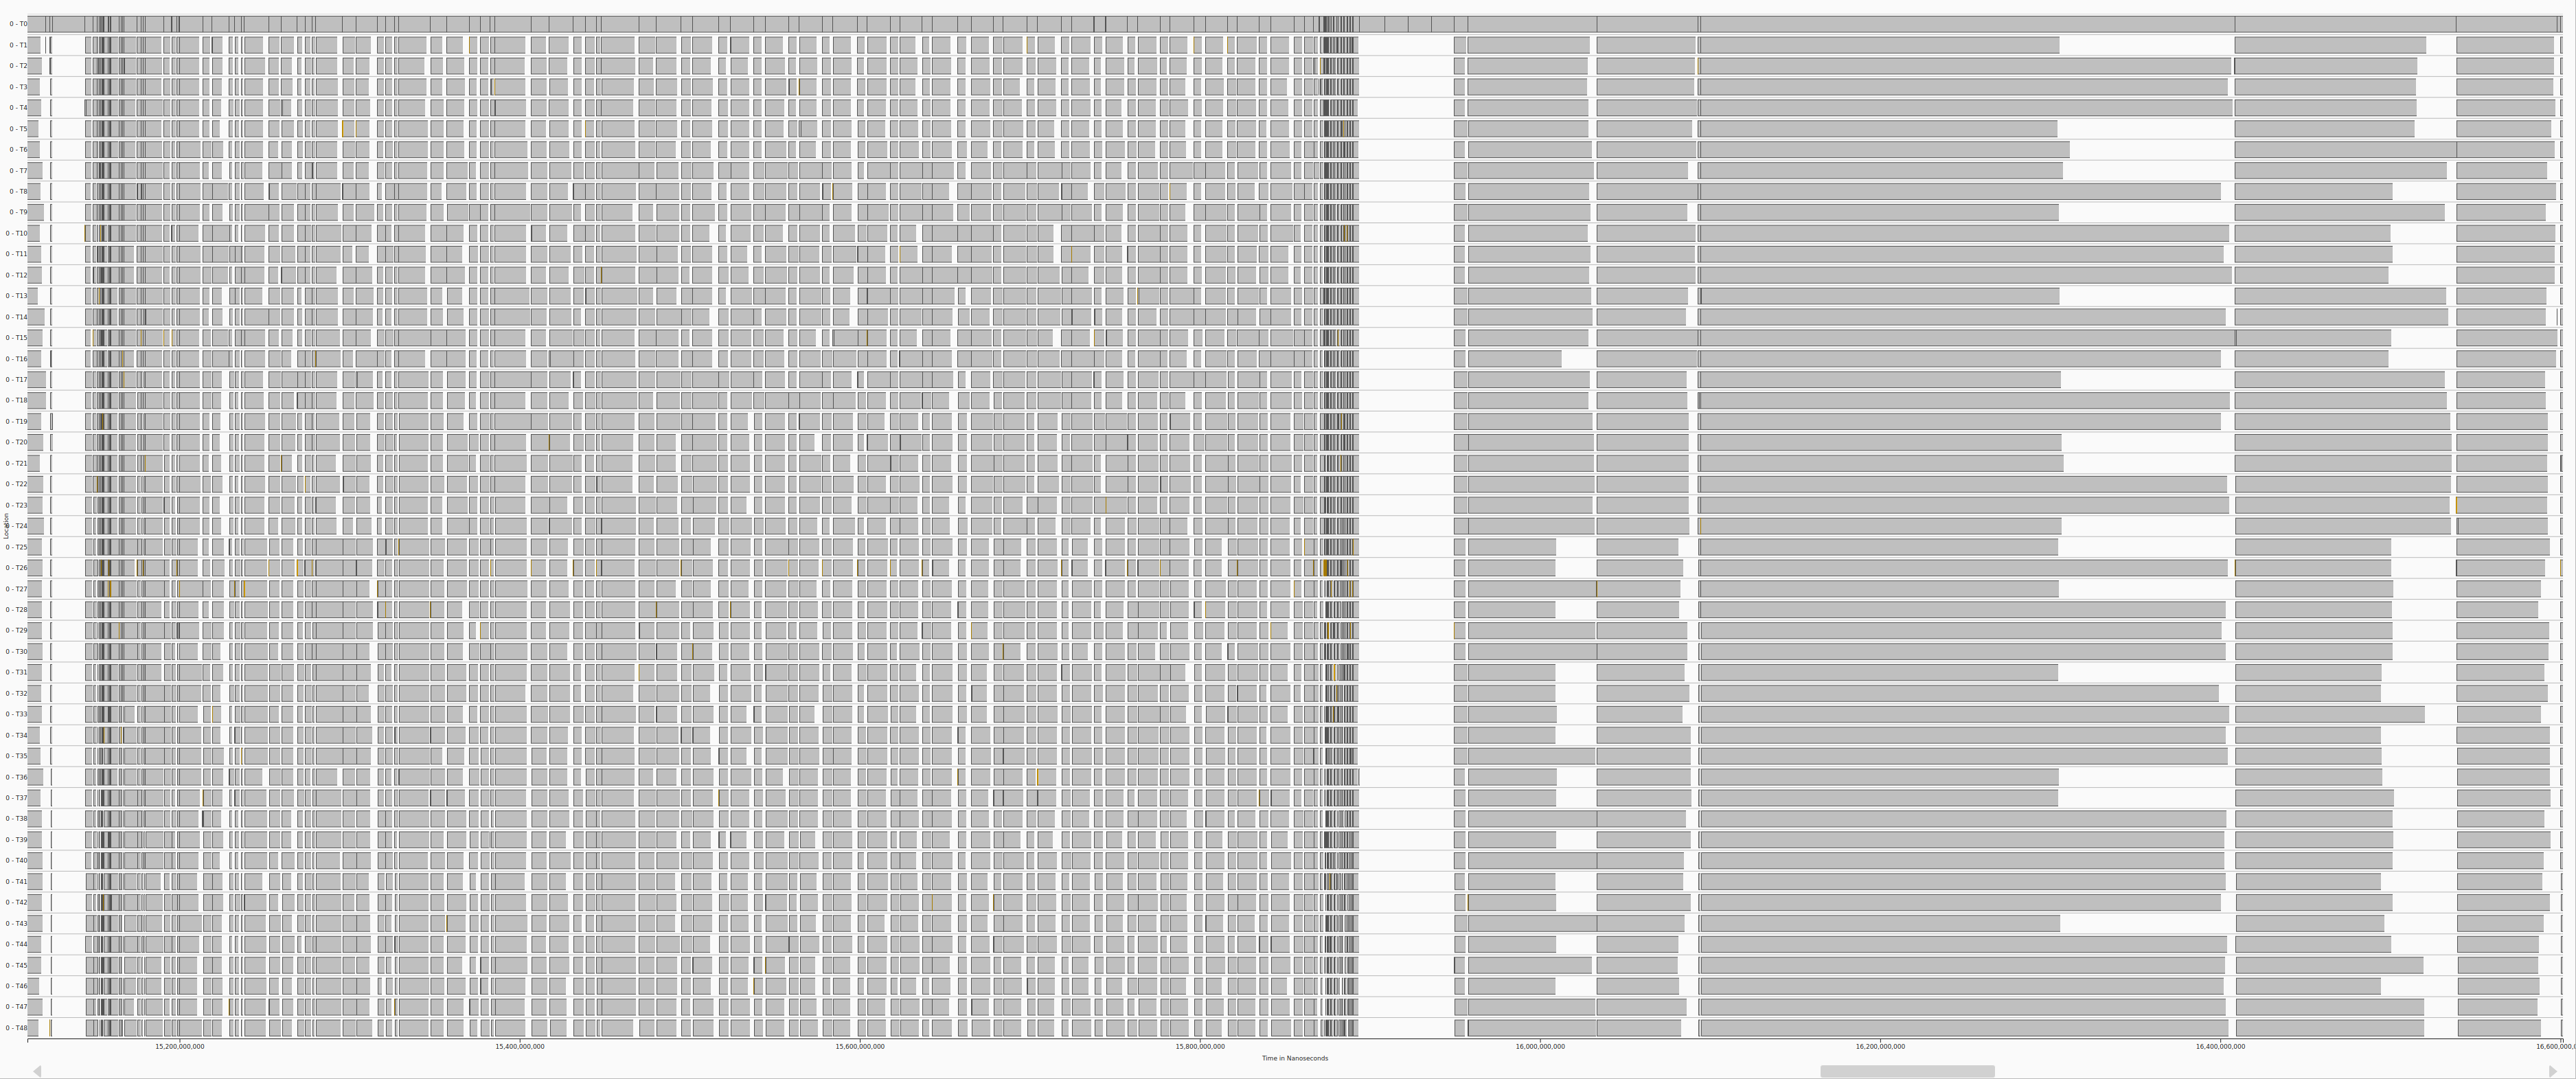 0 - T0
0 - T1
0 - T2
0 - T3
0 - T4
0 - T5
0 - T6
0 - T7
0 - T8
0 - T9
0 - T10
0 - T11
0 - T12
0 - T13
0 - T14
0 - T15
0 - T16
0 - T17
0 - T18
0 - T19
0 - T20
0 - T21
0 - T22
0 - T23
Location
0 - T24
0 - T25
0 - T26
0 - T27
0 - T28
0 - T29
0 - T30
0 - T31
0 - T32
0 - T33
0 - T34
0 - T35
0 - T36
0 - T37
0 - T38
0 - T39
0 - T40
0 - T41
0 - T42
0 - T43
0 - T44
0 - T45
0 - T46
0 - T47
0 - T48
15,200,000,000 15,400,000,000 15,600,000,000 15,800,000,000 16,000,000,000 16,200,000,000 16,400,000,000 16,600,000,0
Time in Nanoseconds